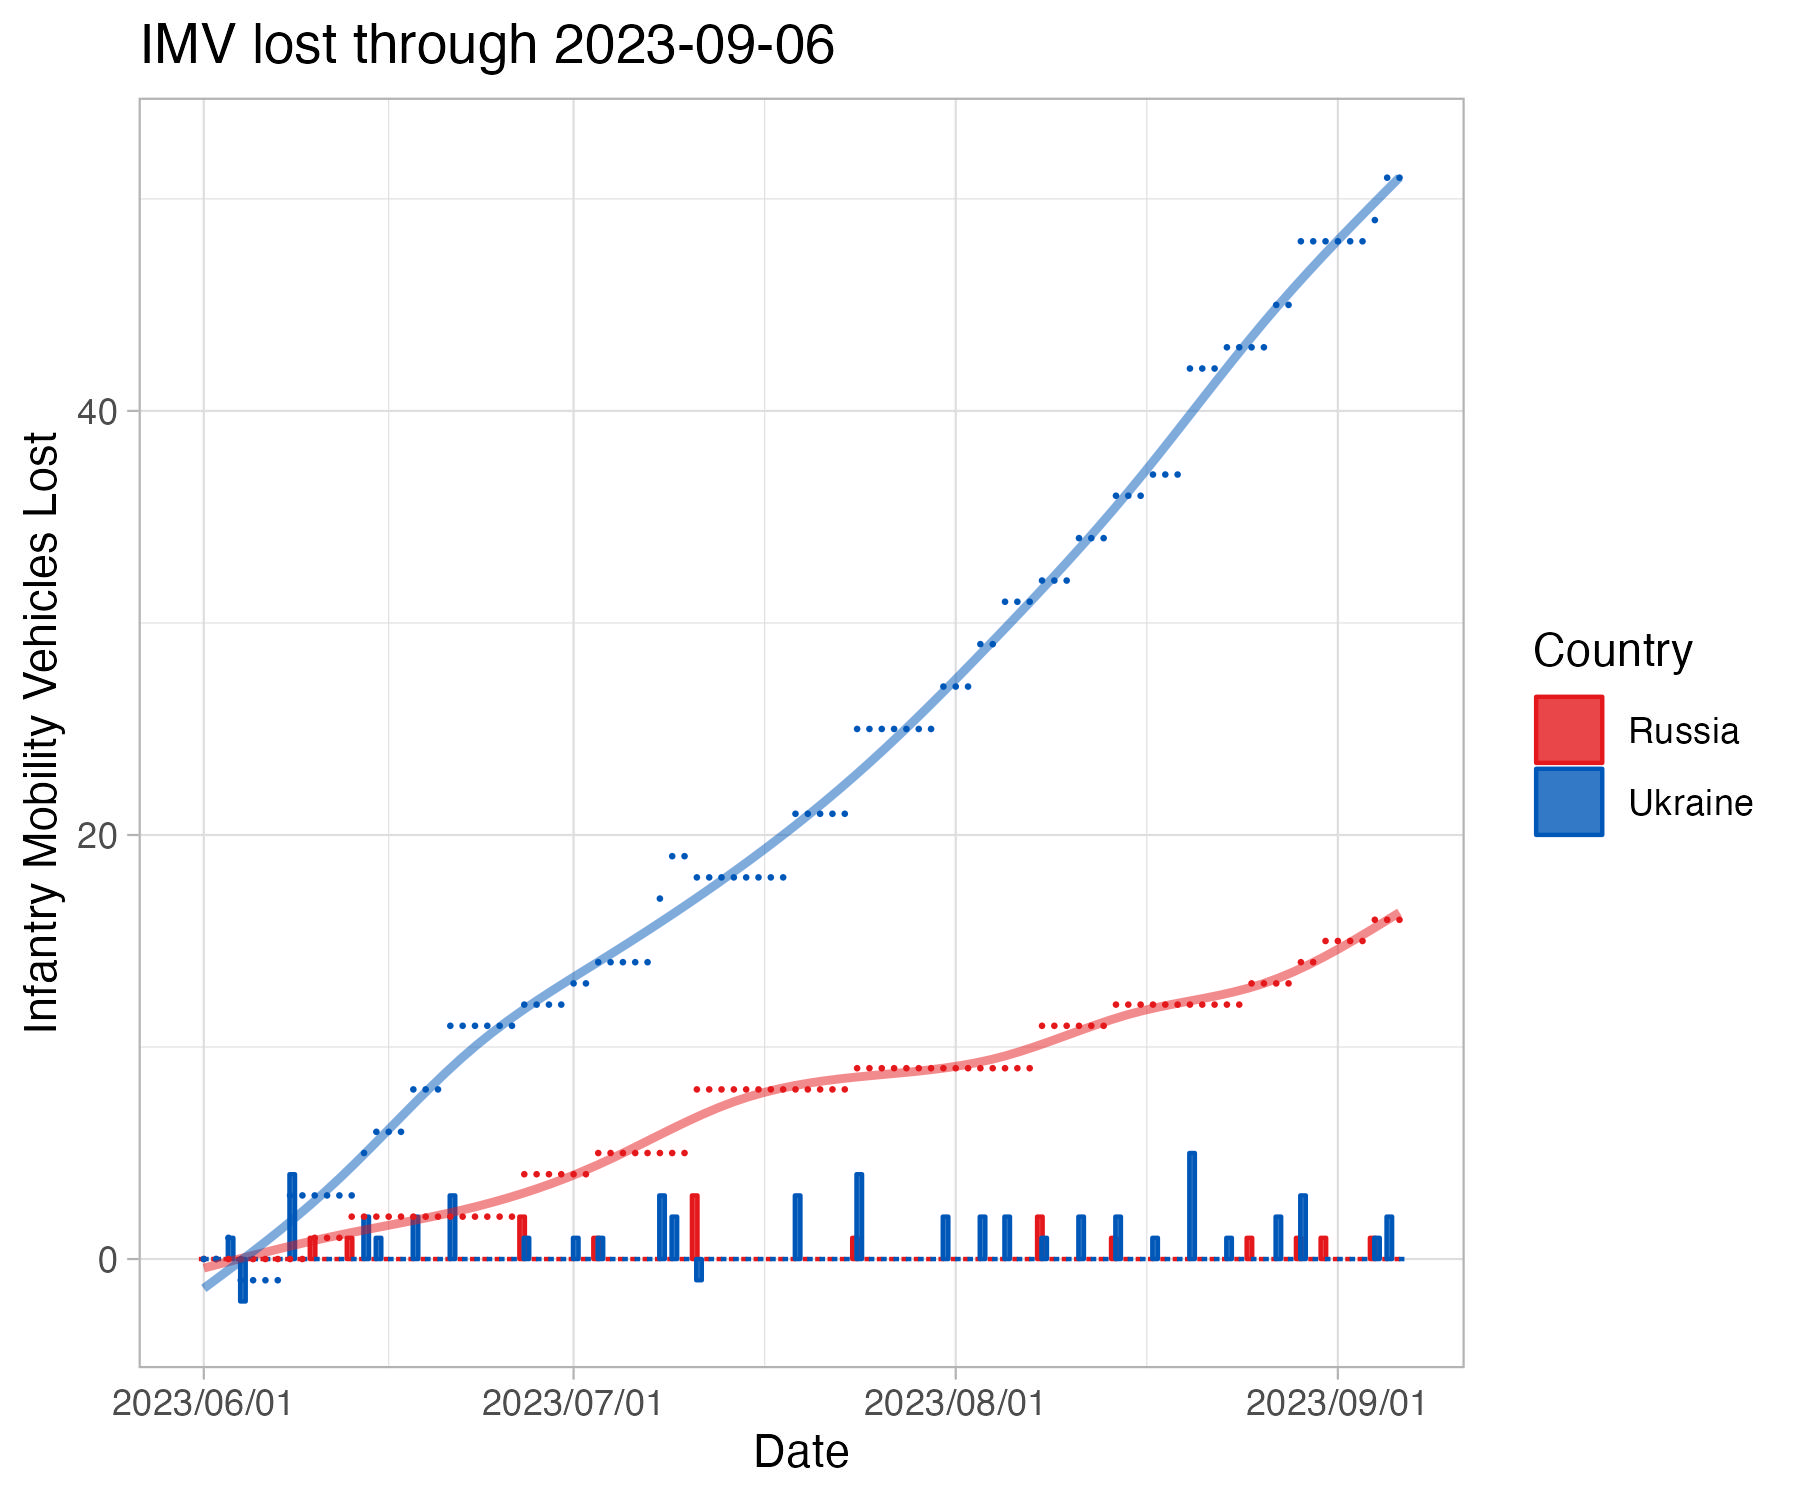 IMV lost through 2023-09-06
Infantry Mobility Vehicles Lost
40
20
0
2023/06/01
2023/07/01
2023/08/01
2023/09/01
Date
Country
Russia
Ukraine